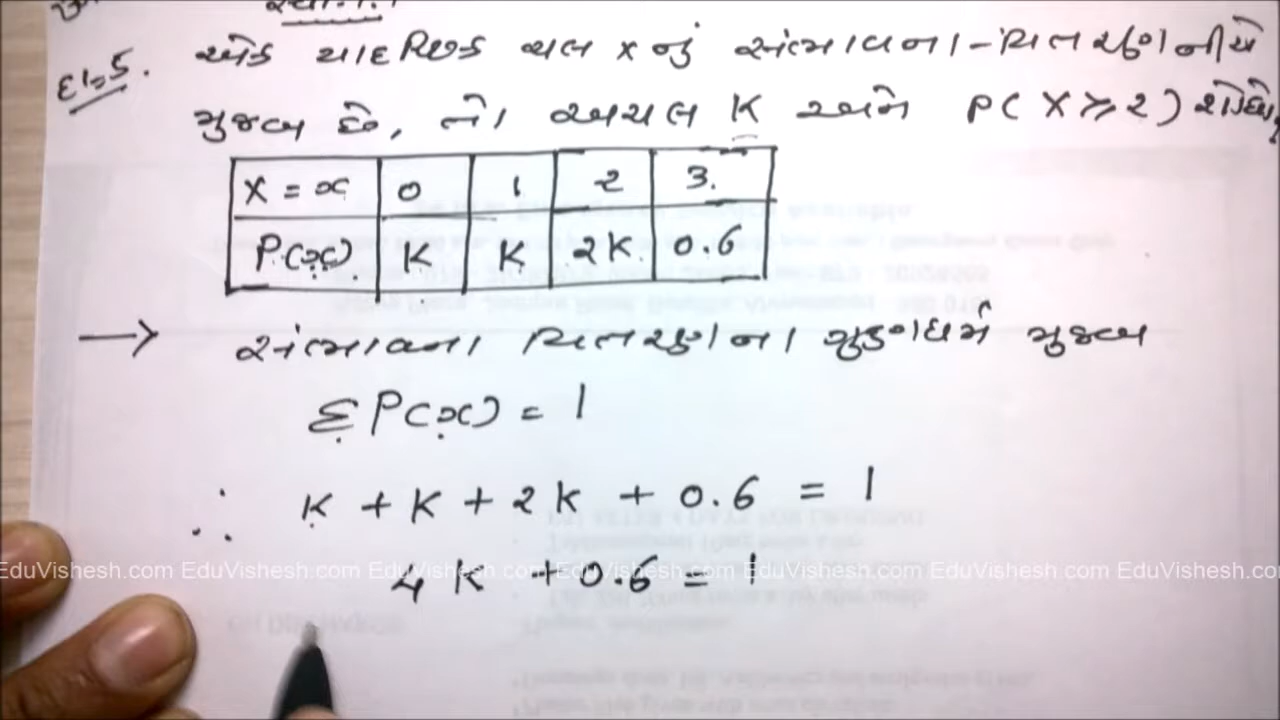 દા-5. એક યાદચ્છિક ચલ x નું સંભાવના-વિતરણ નીચે
મુજબ છે, તો અચલ K અને P(X≥2) શોધો
X = x 0 1 2 3.
P(x) K K 2K 0.6
→ સંભાવના વિતરણના ગુણધર્મ મુજબ
Σ P(x) = 1
∴ K + K + 2K + 0.6 = 1
4K + 0.6 = 1
EduVishesh.com EduVishesh.com EduVishesh.com EduVishesh.com EduVishesh.com EduVishesh.com EduVishesh.com